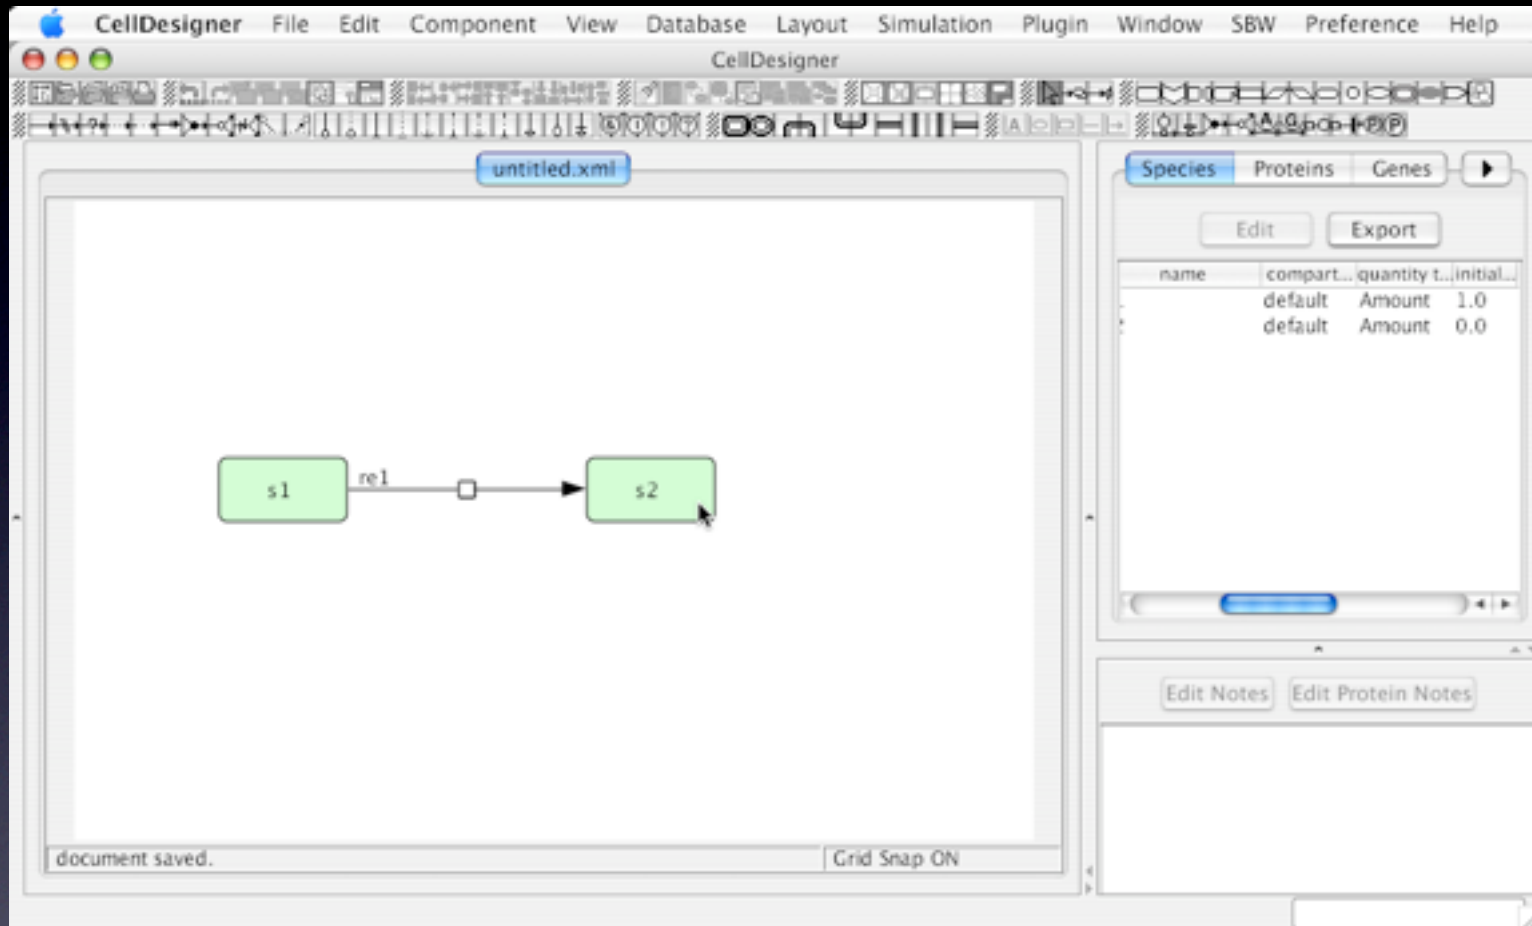 CellDesigner File Edit Component View Database Layout Simulation Plugin Window SBW Preference Help
CellDesigner
untitled.xml
Species Proteins Genes
Edit Export
name compart... quantity t... initial...
default Amount 1.0
default Amount 0.0
s1 re1 s2
Edit Notes Edit Protein Notes
document saved. Grid Snap ON